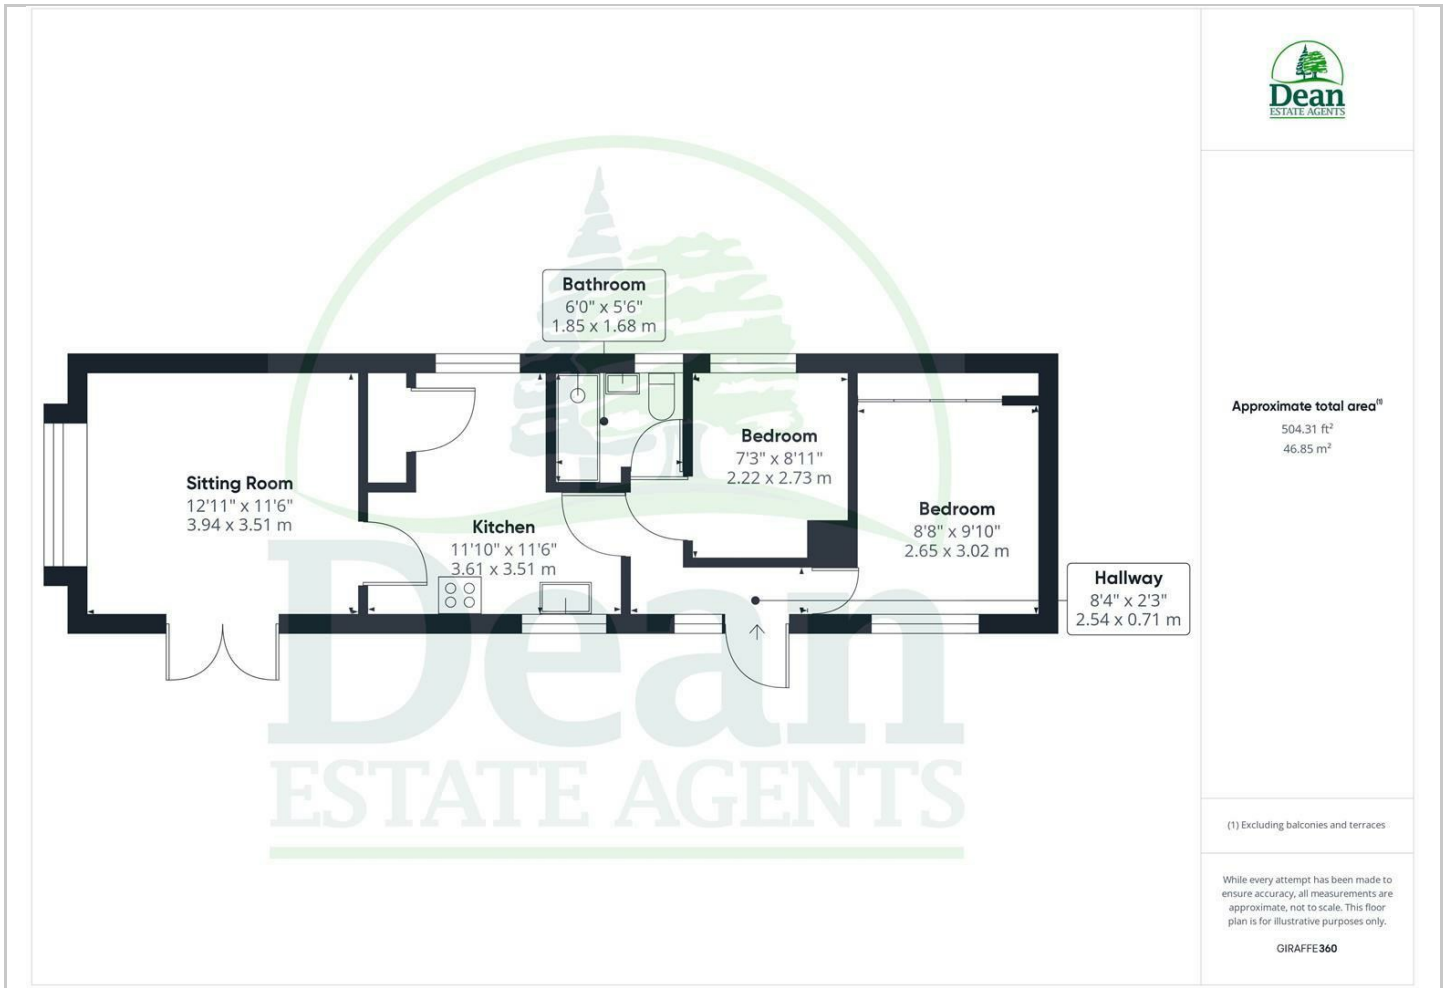 Dean
ESTATE AGENTS
Bathroom
6'0" x 5'6"
1.85 x 1.68 m
Sitting Room
12'11" x 11'6"
3.94 x 3.51 m
Kitchen
11'10" x 11'6"
3.61 x 3.51 m
Bedroom
7'3" x 8'11"
2.22 x 2.73 m
Bedroom
8'8" x 9'10"
2.65 x 3.02 m
Hallway
8'4" x 2'3"
2.54 x 0.71 m
Dean
ESTATE AGENTS
Approximate total area(1)
504.31 ft²
46.85 m²
(1) Excluding balconies and terraces
While every attempt has been made to
ensure accuracy, all measurements are
approximate, not to scale. This floor
plan is for illustrative purposes only.
GIRAFFE360